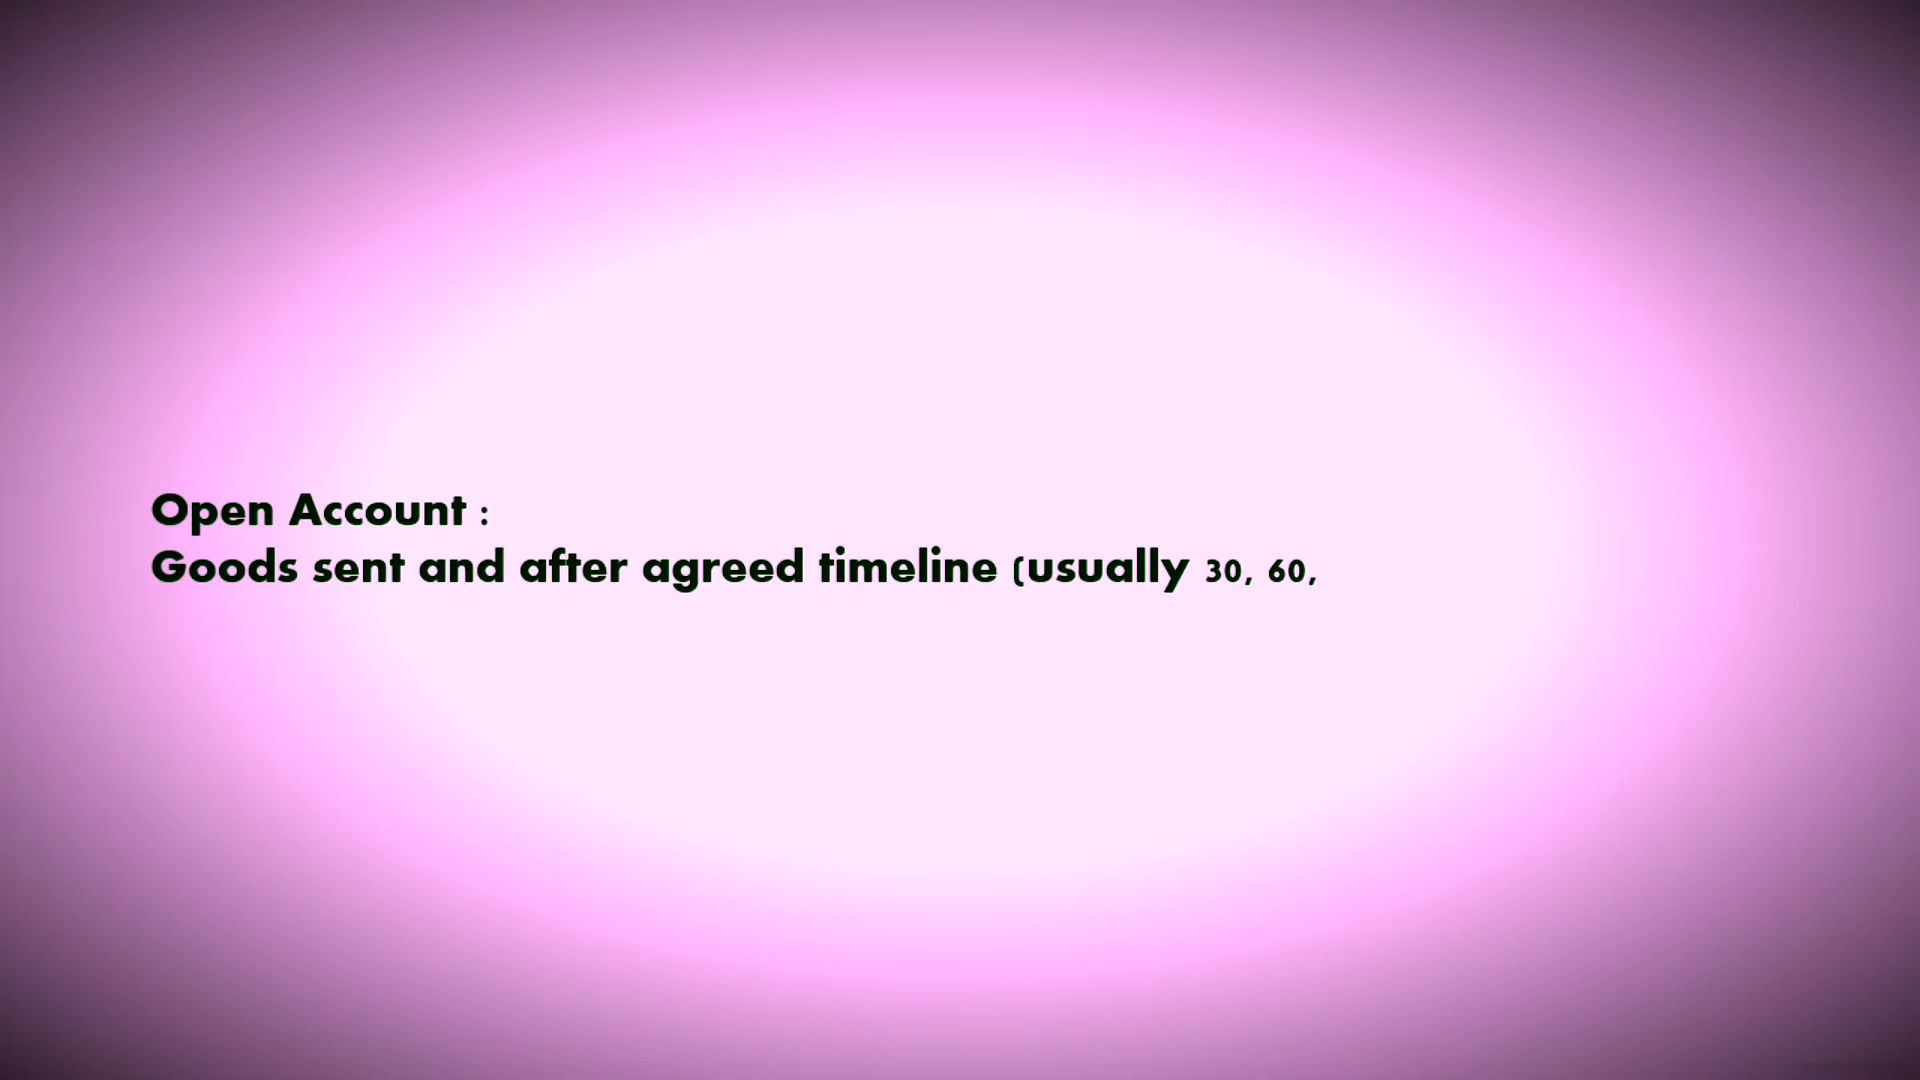 Open Account :
Goods sent and after agreed timeline (usually 30, 60,